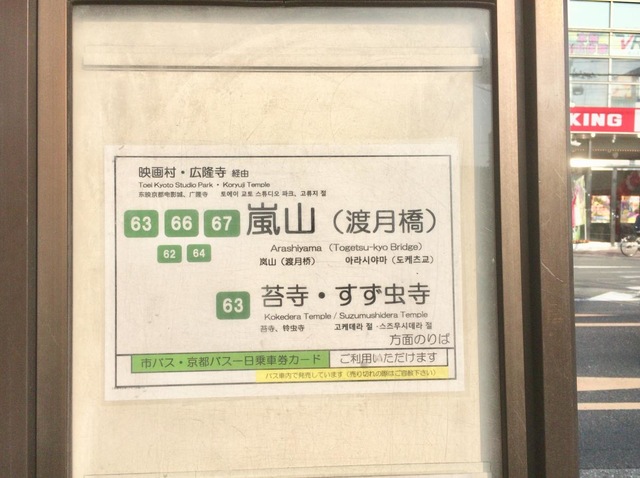 映画村・広隆寺 経由
Toei Kyoto Studio Park ・ Koryuji Temple
东映京都电影城、广隆寺 토에이 교토 스튜디오 파크、고류지 절
63 66 67 嵐山（渡月橋）
62 64 Arashiyama （Togetsu-kyo Bridge）
岚山（渡月桥） 아라시야마（도게츠교）
63 苔寺・すず虫寺
Kokedera Temple / Suzumushidera Temple
苔寺、铃虫寺 고케데라 절 ·스즈무시데라 절
方面のりば
市バス・京都バス一日乗車券カード ご利用いただけます
バス車内で発売しています（売り切れの際はご容赦下さい）
KING